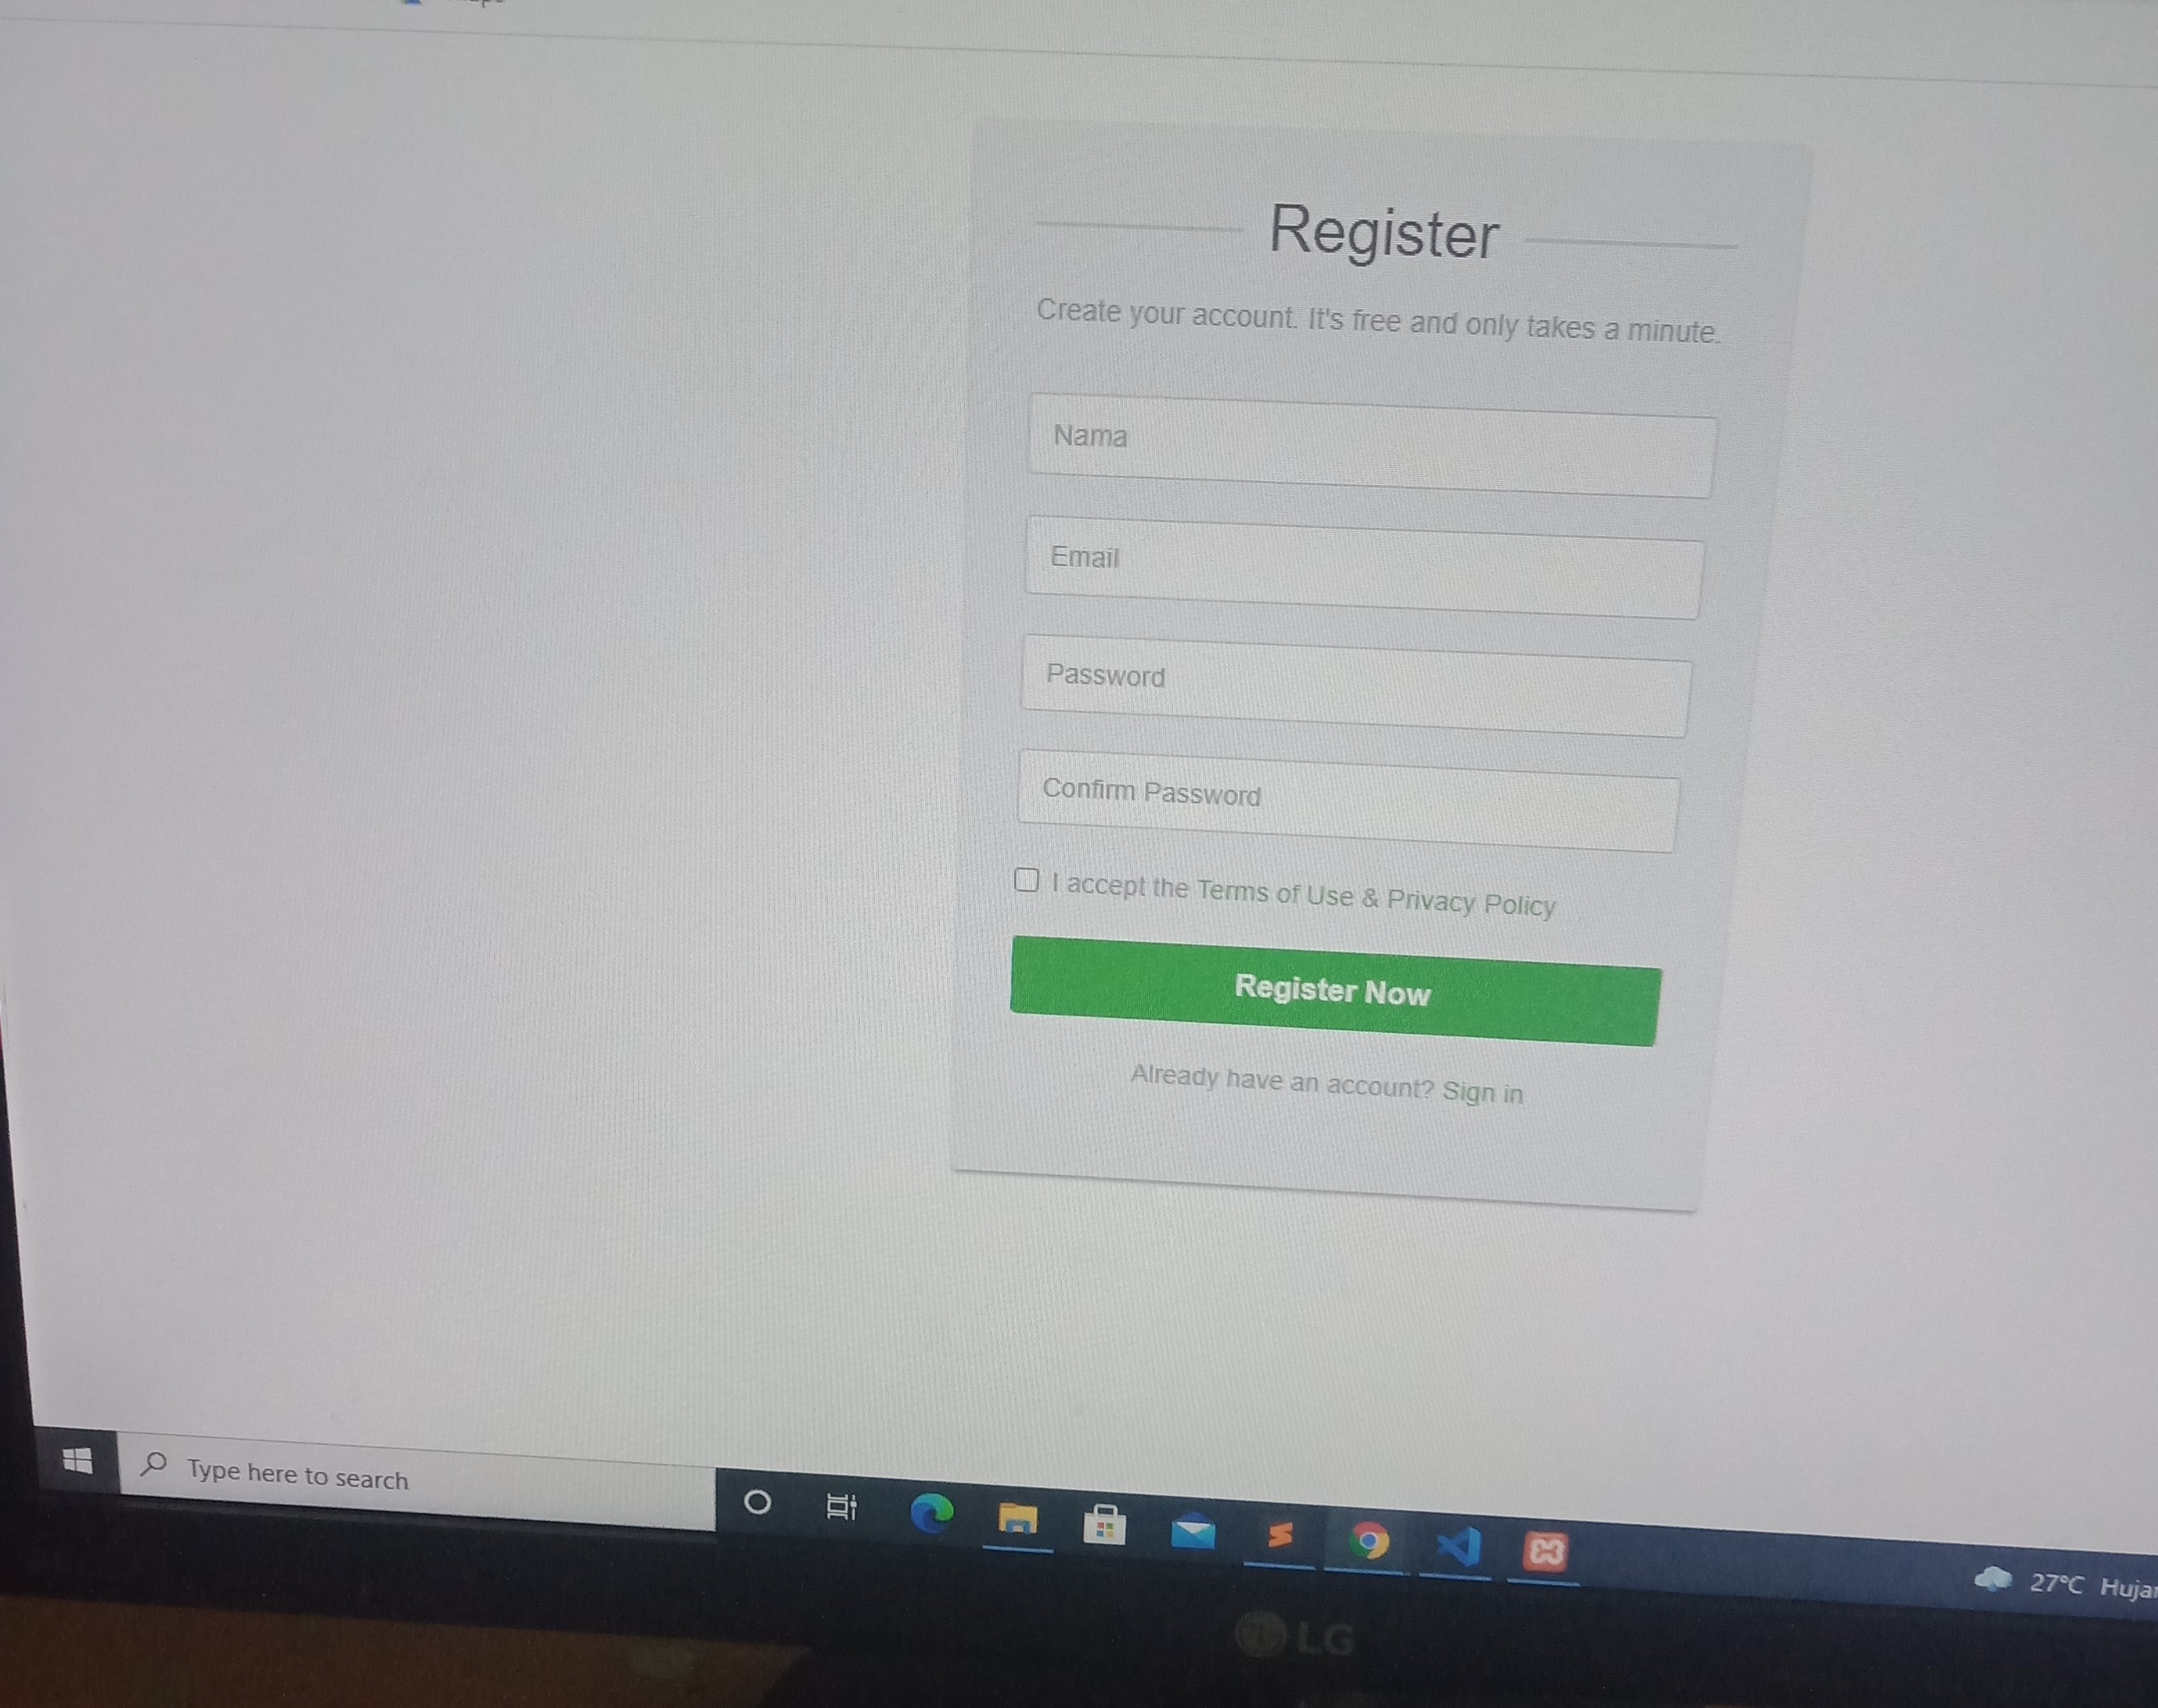 Register
Create your account. It's free and only takes a minute.
Nama
Email
Password
Confirm Password
I accept the Terms of Use & Privacy Policy
Register Now
Already have an account? Sign in
Type here to search
27°C
LG